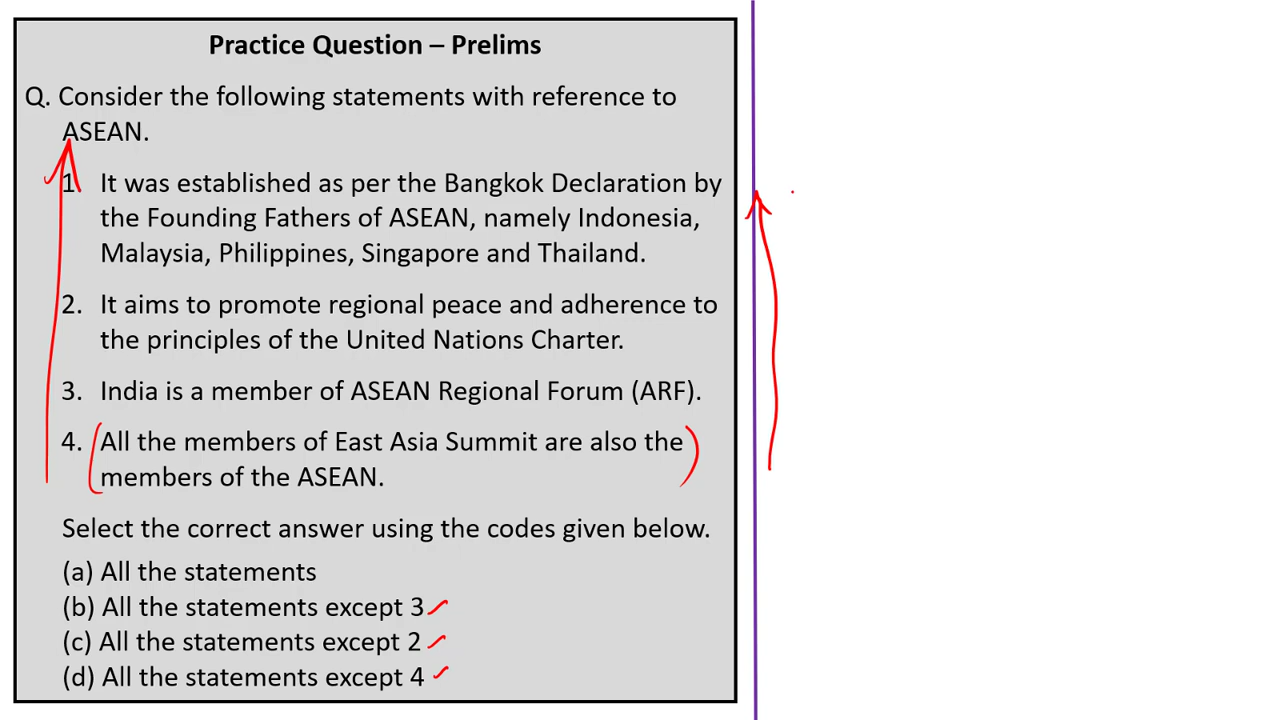 Practice Question – Prelims
Q. Consider the following statements with reference to
ASEAN.
1. It was established as per the Bangkok Declaration by
the Founding Fathers of ASEAN, namely Indonesia,
Malaysia, Philippines, Singapore and Thailand.
2. It aims to promote regional peace and adherence to
the principles of the United Nations Charter.
3. India is a member of ASEAN Regional Forum (ARF).
4. All the members of East Asia Summit are also the
members of the ASEAN.
Select the correct answer using the codes given below.
(a) All the statements
(b) All the statements except 3
(c) All the statements except 2
(d) All the statements except 4